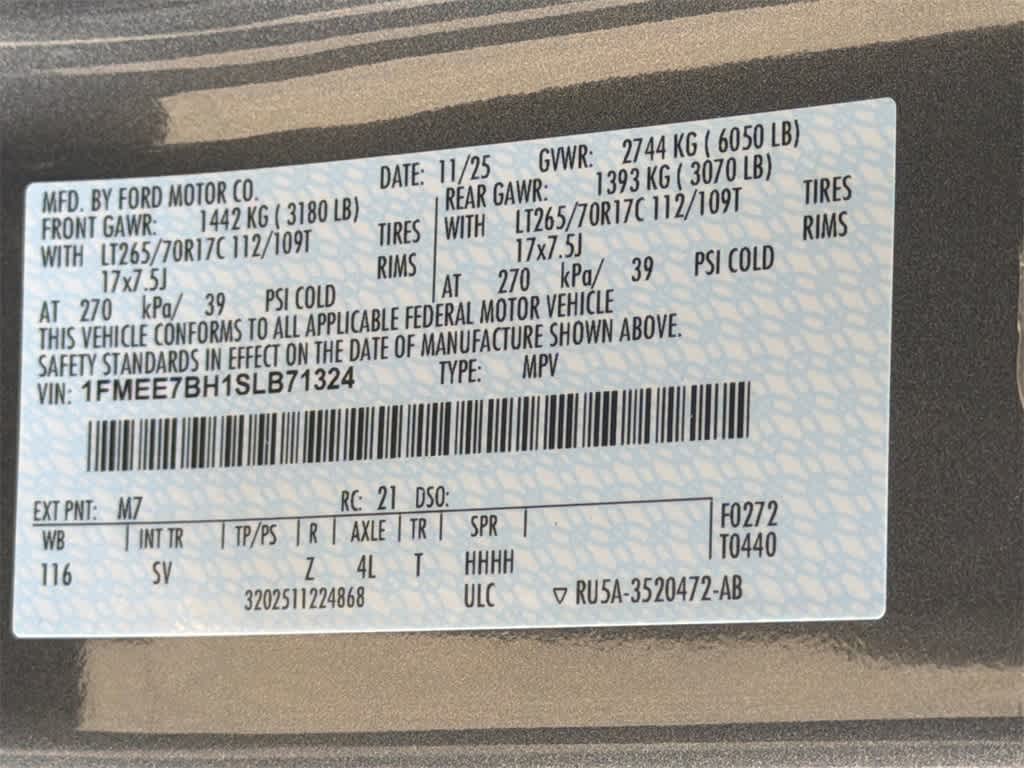 MFD. BY FORD MOTOR CO. DATE: 11/25 GVWR: 2744 KG ( 6050 LB)
FRONT GAWR: 1442 KG ( 3180 LB) REAR GAWR: 1393 KG ( 3070 LB)
WITH LT265/70R17C 112/109T TIRES WITH LT265/70R17C 112/109T TIRES
17x7.5J RIMS 17x7.5J RIMS
AT 270 kPa/ 39 PSI COLD AT 270 kPa/ 39 PSI COLD
THIS VEHICLE CONFORMS TO ALL APPLICABLE FEDERAL MOTOR VEHICLE
SAFETY STANDARDS IN EFFECT ON THE DATE OF MANUFACTURE SHOWN ABOVE.
VIN: 1FMEE7BH1SLB71324 TYPE: MPV
EXT PNT: M7 RC: 21 DSO:
WB INT TR TP/PS R AXLE TR SPR F0272
T0440
116 SV Z 4L T HHHH
3202511224868 ULC ▽ RU5A-3520472-AB